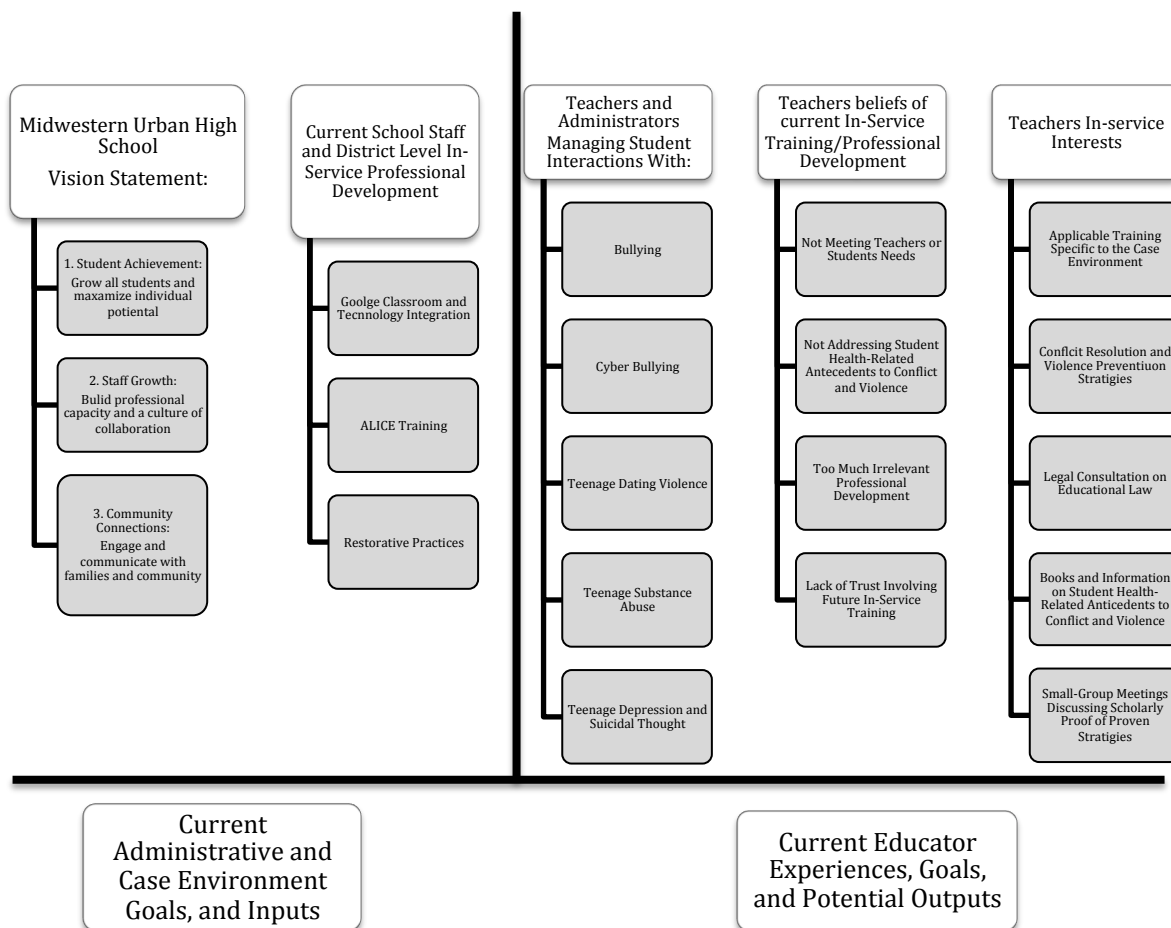 Midwestern Urban High
School
Vision Statement:
1. Student Achievement:
Grow all students and
maxamize individual
potiental
2. Staff Growth:
Bulid professional
capacity and a culture of
collaboration
3. Community
Connections:
Engage and
communicate with
families and community
Current School Staff
and District Level In-
Service Professional
Development
Goolge Classroom and
Tecnnology Integration
ALICE Training
Restorative Practices
Teachers and
Administrators
Managing Student
Interactions With:
Bullying
Cyber Bullying
Teenage Dating Violence
Teenage Substance
Abuse
Teenage Depression and
Suicidal Thought
Teachers beliefs of
current In-Service
Training/Professional
Development
Not Meeting Teachers or
Students Needs
Not Addressing Student
Health-Related
Antecedents to Conflict
and Violence
Too Much Irrelevant
Professional
Development
Lack of Trust Involving
Future In-Service
Training
Teachers In-service
Interests
Applicable Training
Specific to the Case
Environment
Conflcit Resolution and
Violence Preventiuon
Stratigies
Legal Consultation on
Educational Law
Books and Information
on Student Health-
Related Anticedents to
Conflict and Violence
Small-Group Meetings
Discussing Scholarly
Proof of Proven
Stratigies
Current
Administrative and
Case Environment
Goals, and Inputs
Current Educator
Experiences, Goals,
and Potential Outputs